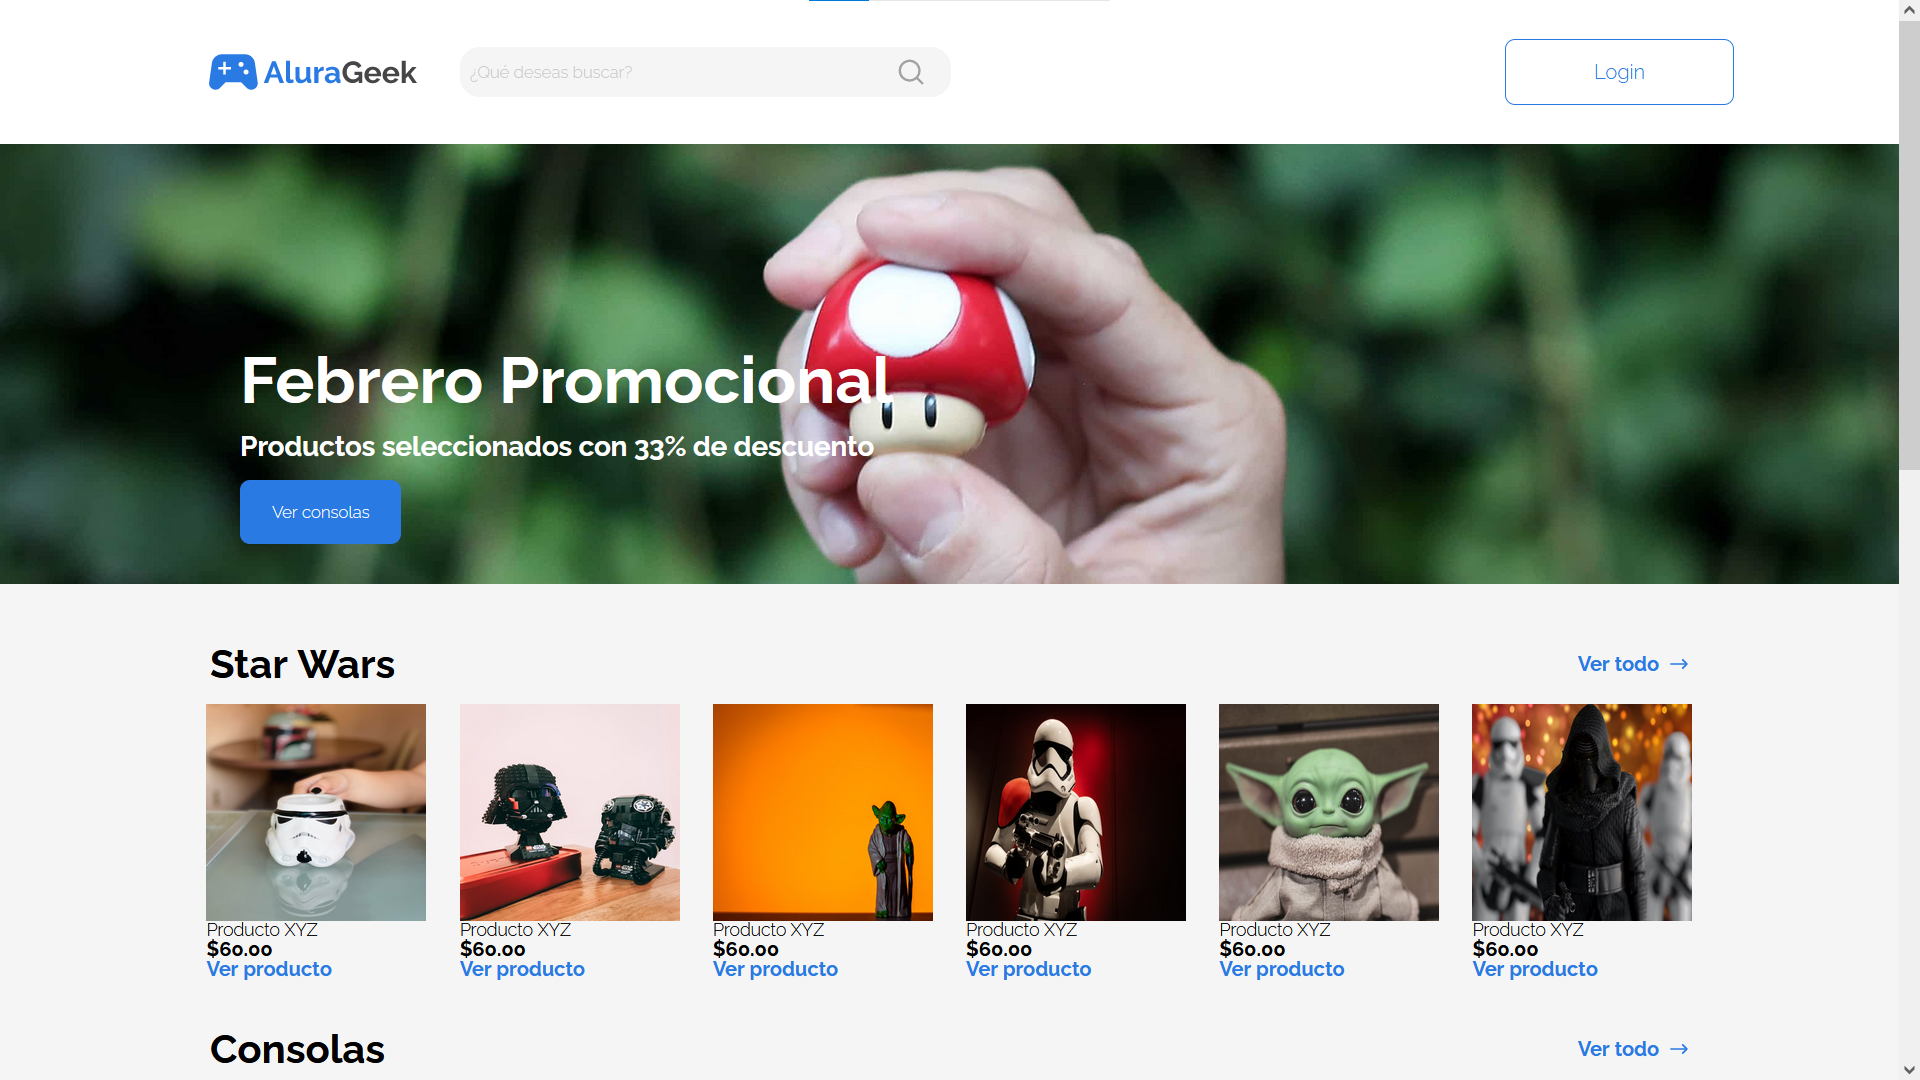 AluraGeek
¿Qué deseas buscar?
Login
Febrero Promocional
Productos seleccionados con 33% de descuento
Ver consolas
Star Wars
Ver todo
Producto XYZ
$60.00
Ver producto
Producto XYZ
$60.00
Ver producto
Producto XYZ
$60.00
Ver producto
Producto XYZ
$60.00
Ver producto
Producto XYZ
$60.00
Ver producto
Producto XYZ
$60.00
Ver producto
Consolas
Ver todo